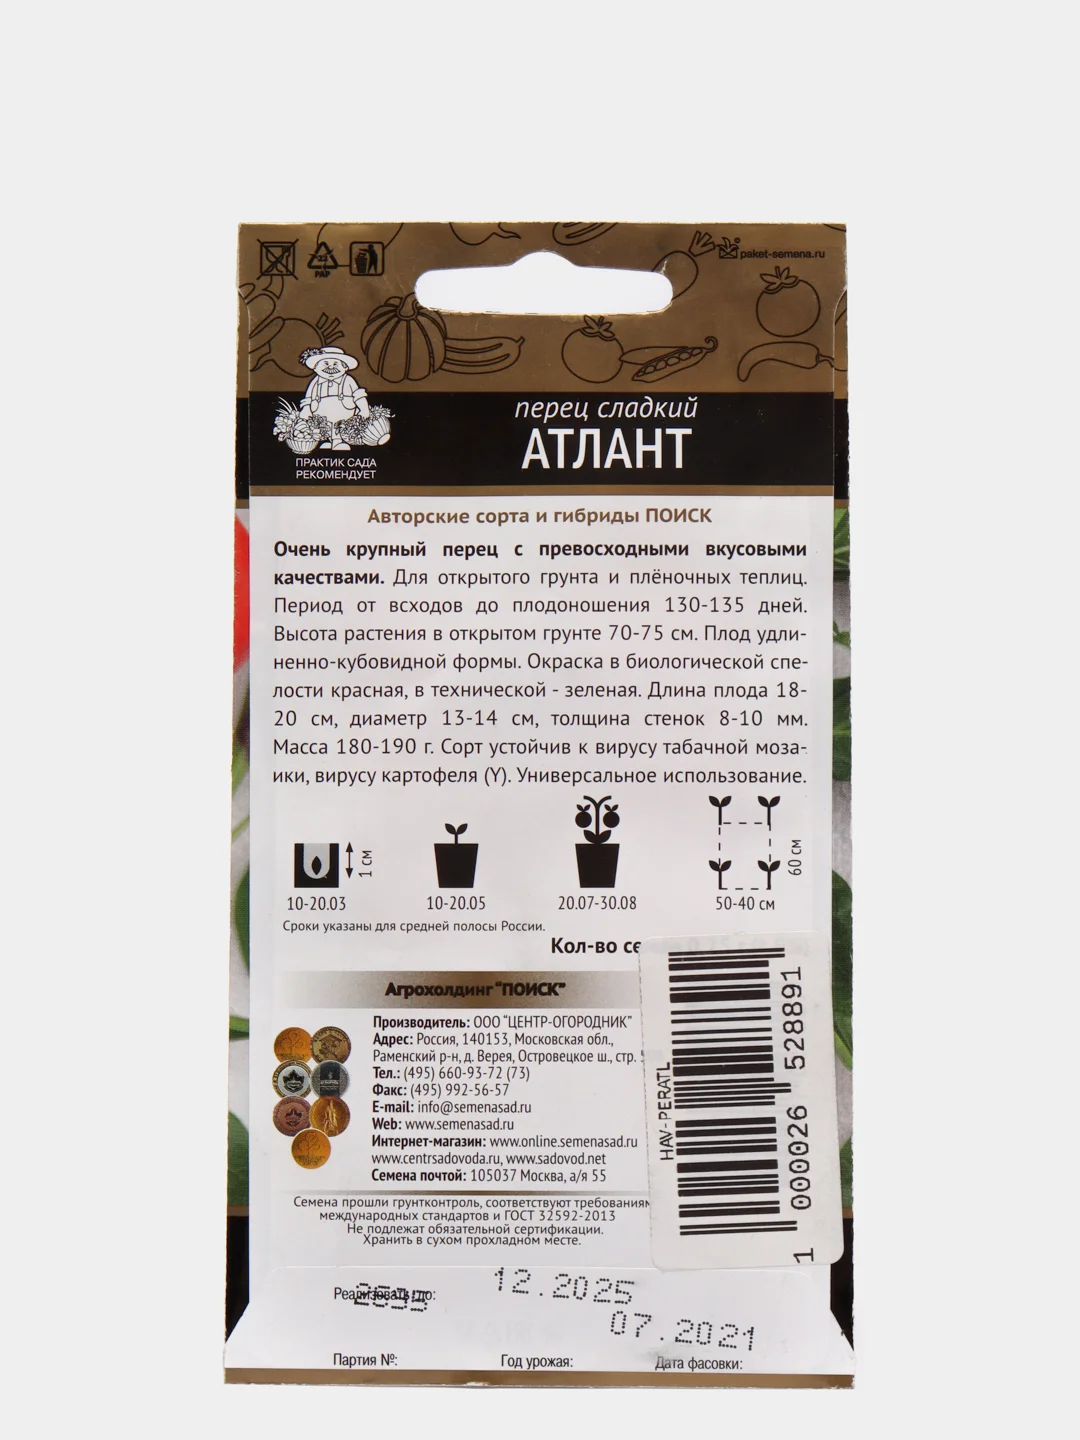 paket-semena.ru
22
PAP
перец сладкий
АТЛАНТ
ПРАКТИК САДА
РЕКОМЕНДУЕТ
Авторские сорта и гибриды ПОИСК
Очень крупный перец с превосходными вкусовыми
качествами. Для открытого грунта и плёночных теплиц.
Период от всходов до плодоношения 130-135 дней.
Высота растения в открытом грунте 70-75 см. Плод удли-
ненно-кубовидной формы. Окраска в биологической спе-
лости красная, в технической - зеленая. Длина плода 18-
20 см, диаметр 13-14 см, толщина стенок 8-10 мм.
Масса 180-190 г. Сорт устойчив к вирусу табачной моза-
ики, вирусу картофеля (Y). Универсальное использование.
1 см
60 см
10-20.03
10-20.05
20.07-30.08
50-40 см
Сроки указаны для средней полосы России.
Кол-во се
Агрохолдинг "ПОИСК"
Производитель: ООО "ЦЕНТР-ОГОРОДНИК"
Адрес: Россия, 140153, Московская обл.,
Раменский р-н, д. Верея, Островецкое ш., стр.
Тел.: (495) 660-93-72 (73)
Факс: (495) 992-56-57
E-mail: info@semenasad.ru
Web: www.semenasad.ru
Интернет-магазин: www.online.semenasad.ru
www.centrsadovoda.ru, www.sadovod.net
Семена почтой: 105037 Москва, а/я 55
HAV-PERATL
1 000026 528891
Семена прошли грунтконтроль, соответствуют требованиям
международных стандартов и ГОСТ 32592-2013
Не подлежат обязательной сертификации.
Хранить в сухом прохладном месте.
Реализовать до:
12.2025
07.2021
Партия №:
Год урожая:
Дата фасовки: